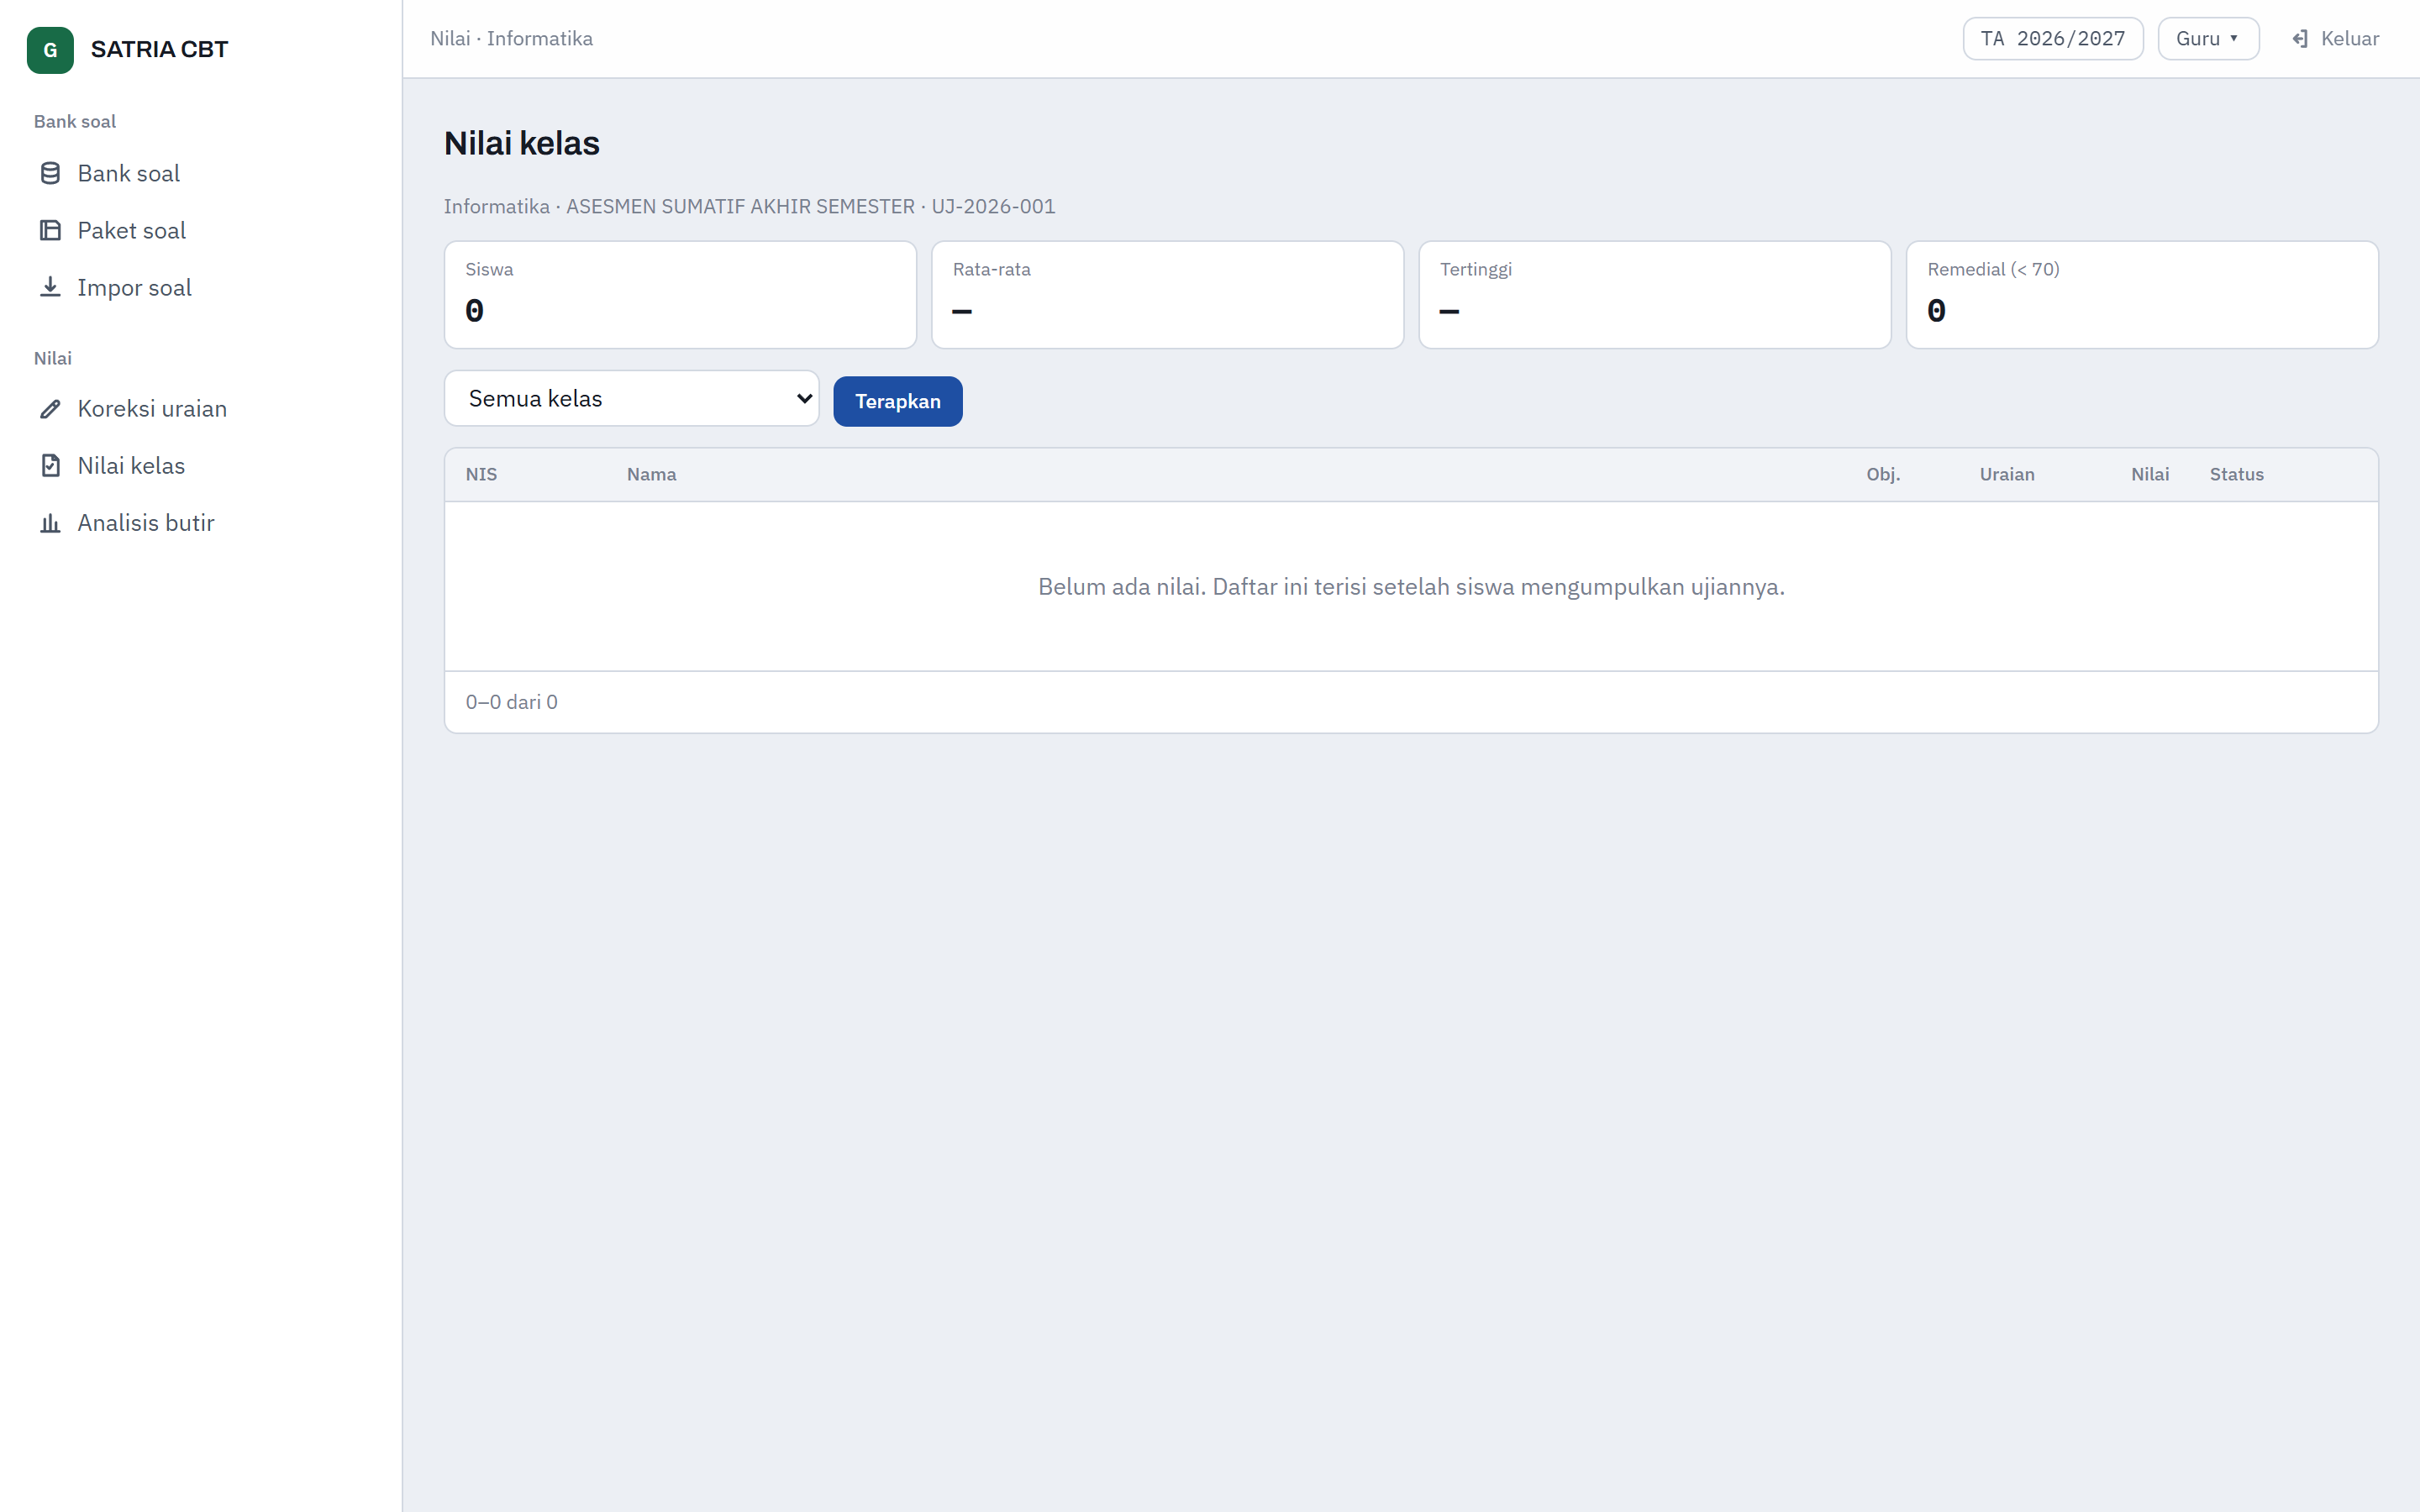 G SATRIA CBT
Bank soal
Bank soal
Paket soal
Impor soal
Nilai
Koreksi uraian
Nilai kelas
Analisis butir
Nilai · Informatika
TA 2026/2027
Guru
Keluar
Nilai kelas
Informatika · ASESMEN SUMATIF AKHIR SEMESTER · UJ-2026-001
Siswa
0
Rata-rata
—
Tertinggi
—
Remedial (< 70)
0
Semua kelas
Terapkan
NIS Nama Obj. Uraian Nilai Status
Belum ada nilai. Daftar ini terisi setelah siswa mengumpulkan ujiannya.
0–0 dari 0